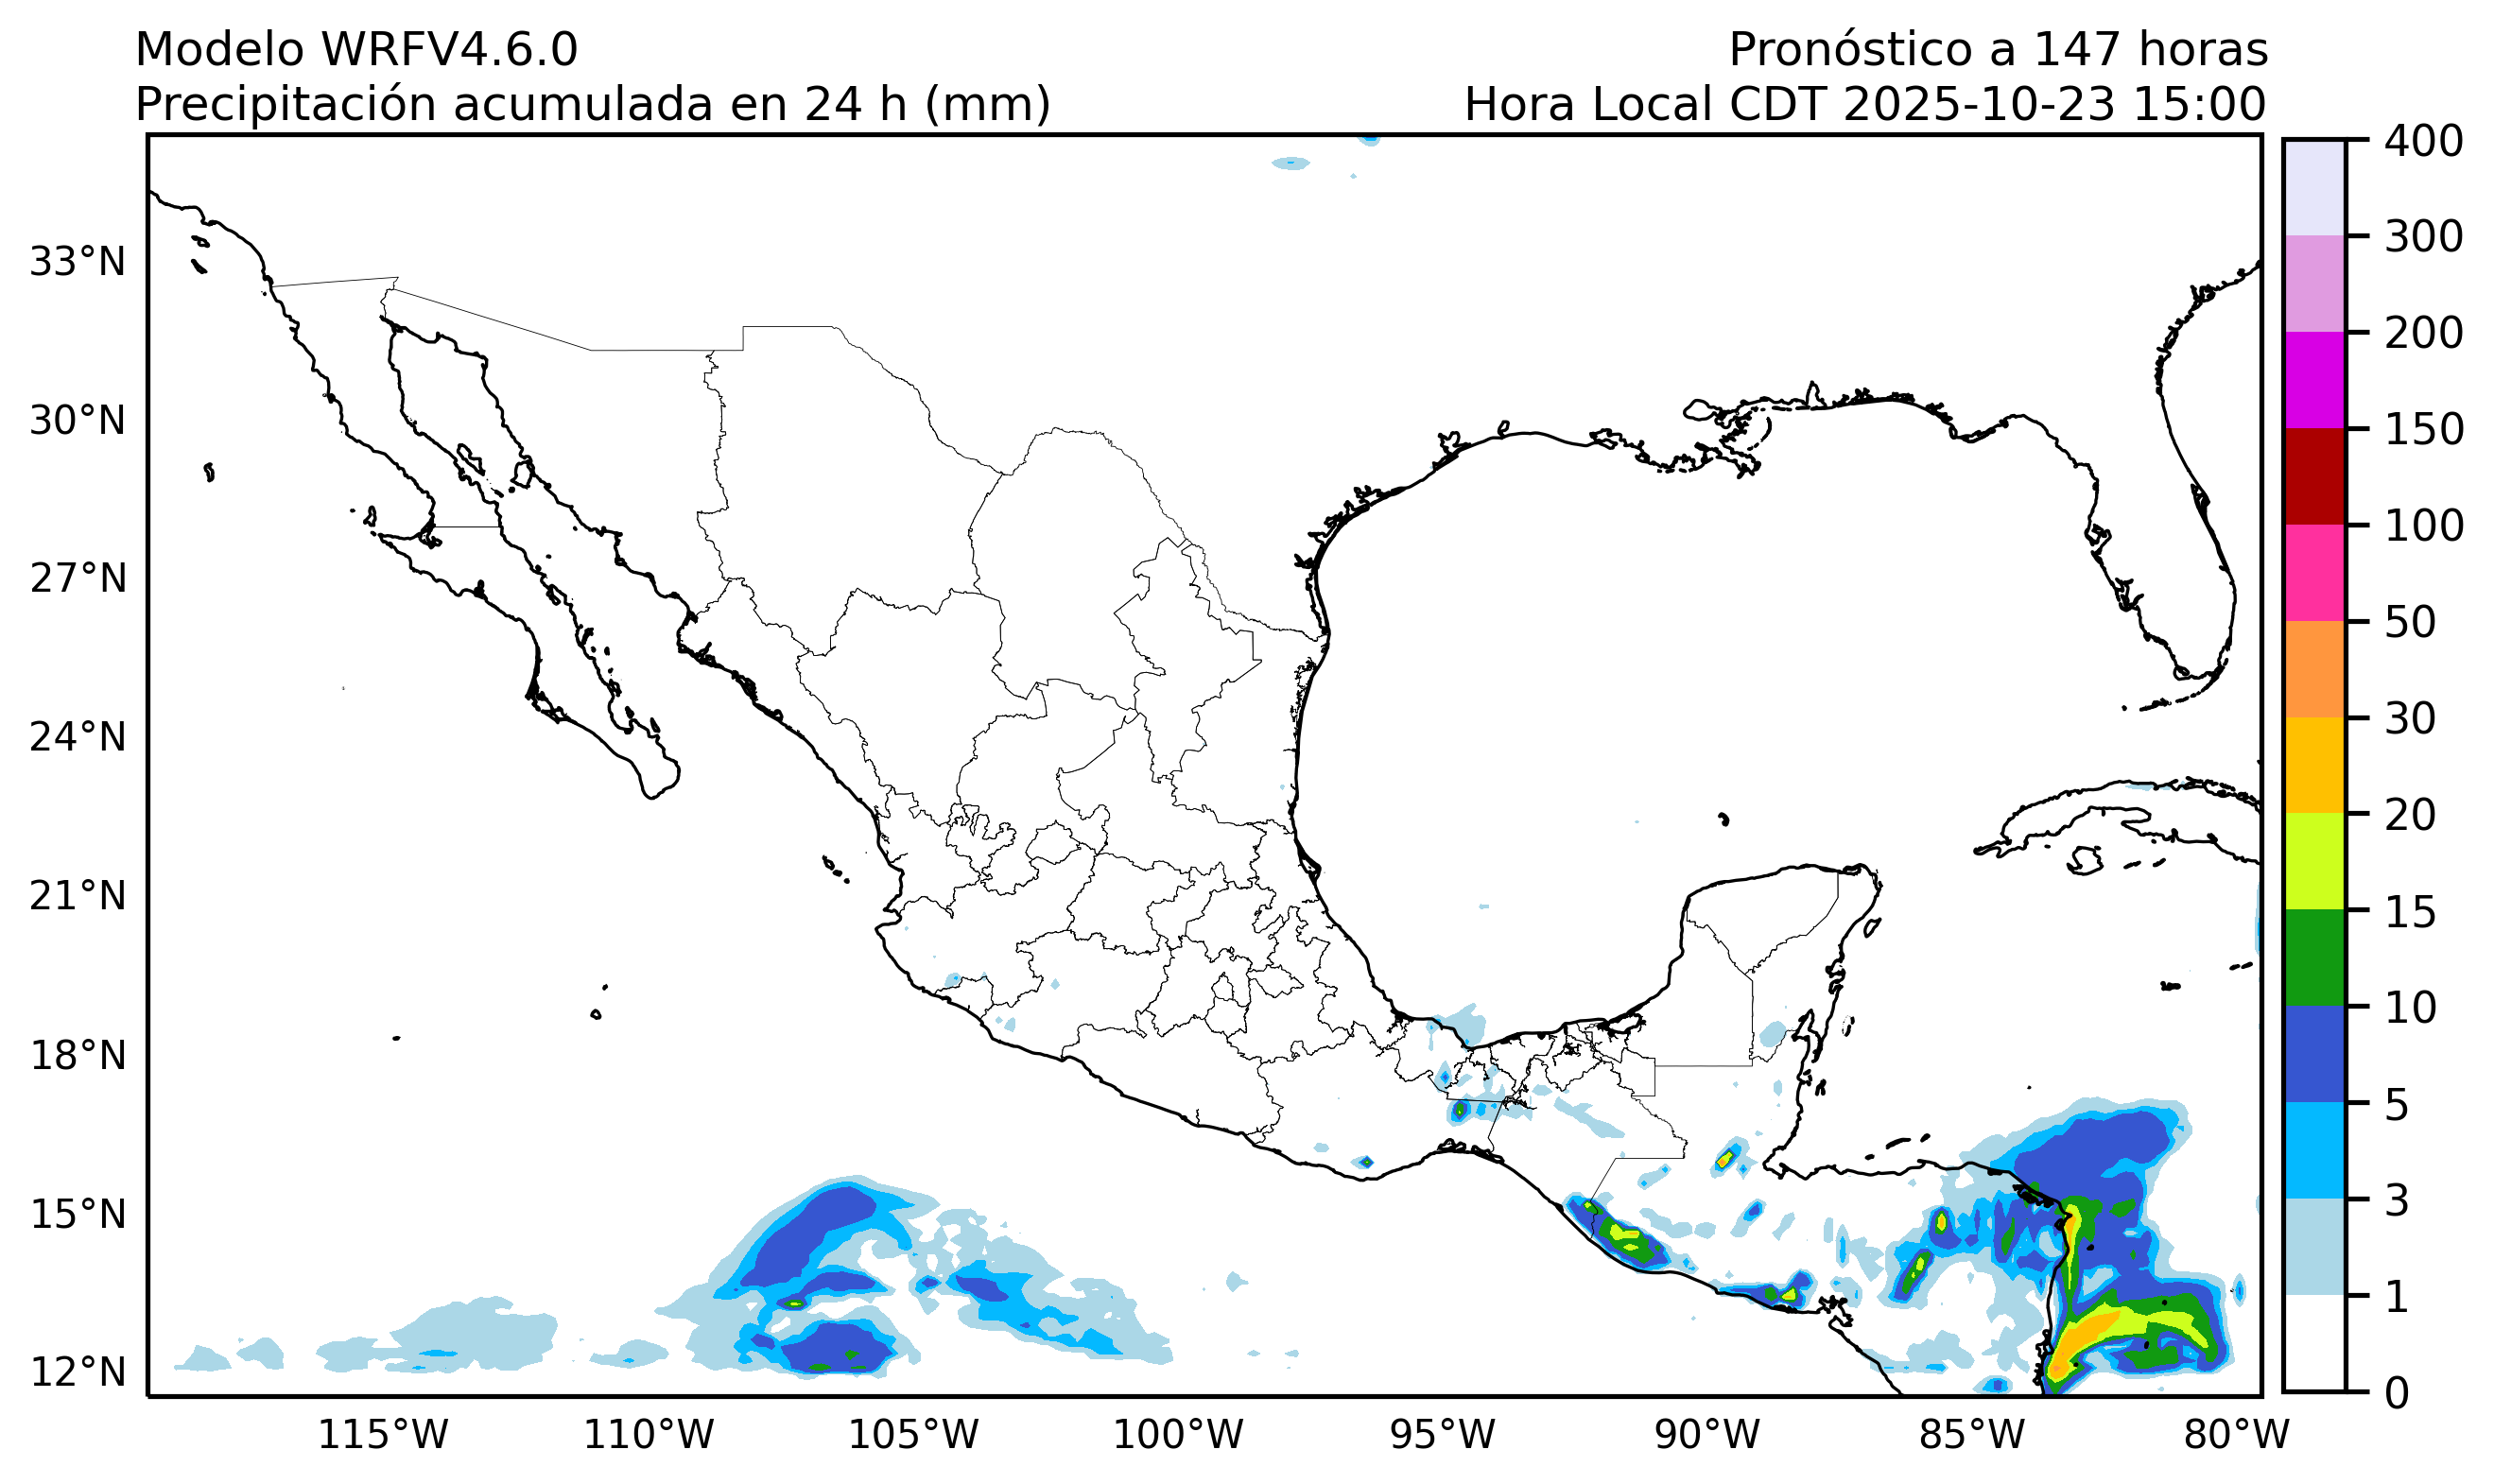 Modelo WRFV4.6.0
Pronóstico a 147 horas
Precipitación acumulada en 24 h (mm)
Hora Local CDT 2025-10-23 15:00
33°N
30°N
27°N
24°N
21°N
18°N
15°N
12°N
115°W
110°W
105°W
100°W
95°W
90°W
85°W
80°W
400
300
200
150
100
50
30
20
15
10
5
3
1
0